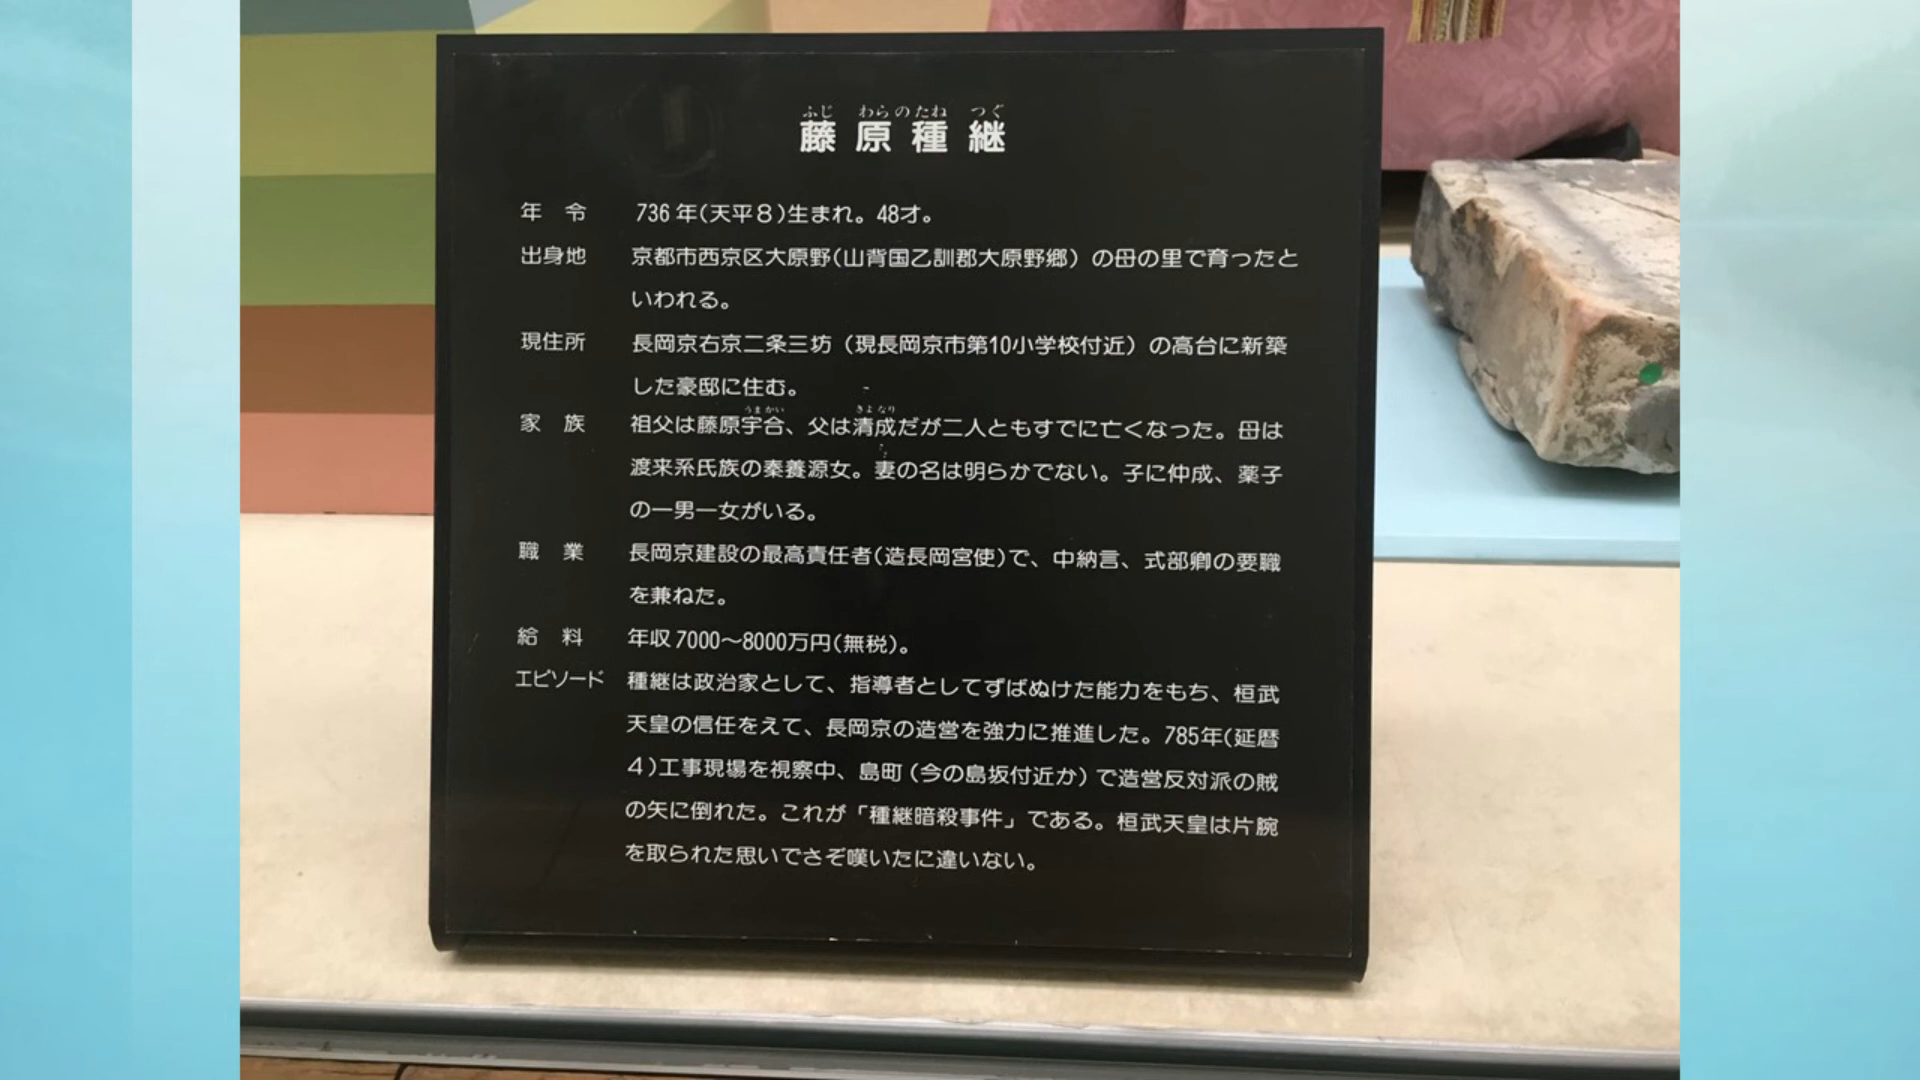 ふじ わらのたね つぐ
藤原種継
年令 736年(天平8)生まれ。48才。
出身地 京都市西京区大原野(山背国乙訓郡大原野郷)の母の里で育ったと
いわれる。
現住所 長岡京右京二条三坊(現長岡京市第10小学校付近)の高台に新築
した豪邸に住む。
うまかい きよなり
家族 祖父は藤原宇合、父は清成だが二人ともすでに亡くなった。母は
渡来系氏族の秦養源女。妻の名は明らかでない。子に仲成、薬子
の一男一女がいる。
職業 長岡京建設の最高責任者(造長岡宮使)で、中納言、式部卿の要職
を兼ねた。
給料 年収7000〜8000万円(無税)。
エピソード 種継は政治家として、指導者としてずばぬけた能力をもち、桓武
天皇の信任をえて、長岡京の造営を強力に推進した。785年(延暦
4)工事現場を視察中、島町(今の島坂付近か)で造営反対派の賊
の矢に倒れた。これが「種継暗殺事件」である。桓武天皇は片腕
を取られた思いでさぞ嘆いたに違いない。